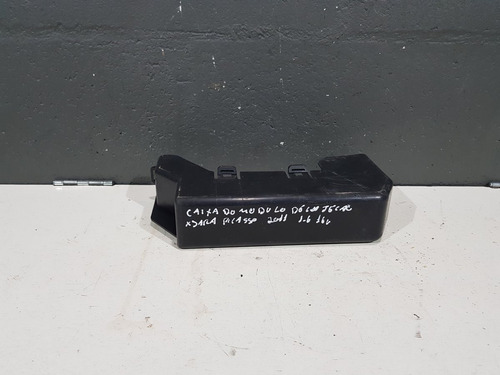 CAIXA DO MODULO
XSARA PICASSO 2011 1.6 16v